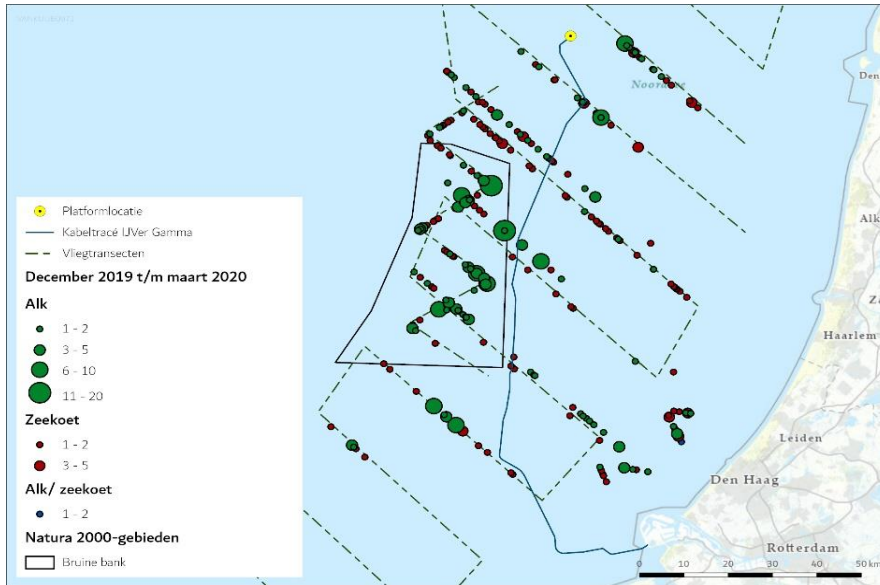 Noordzee
Den
Alk
Za
Haarlem
Leiden
Den Haag
Rotterdam
Platformlocatie
Kabeltracé IJVer Gamma
Vliegtransecten
December 2019 t/m maart 2020
Alk
1 - 2
3 - 5
6 - 10
11 - 20
Zeekoet
1 - 2
3 - 5
Alk/ zeekoet
1 - 2
Natura 2000-gebieden
Bruine bank
0 10 20 30 40 50 km